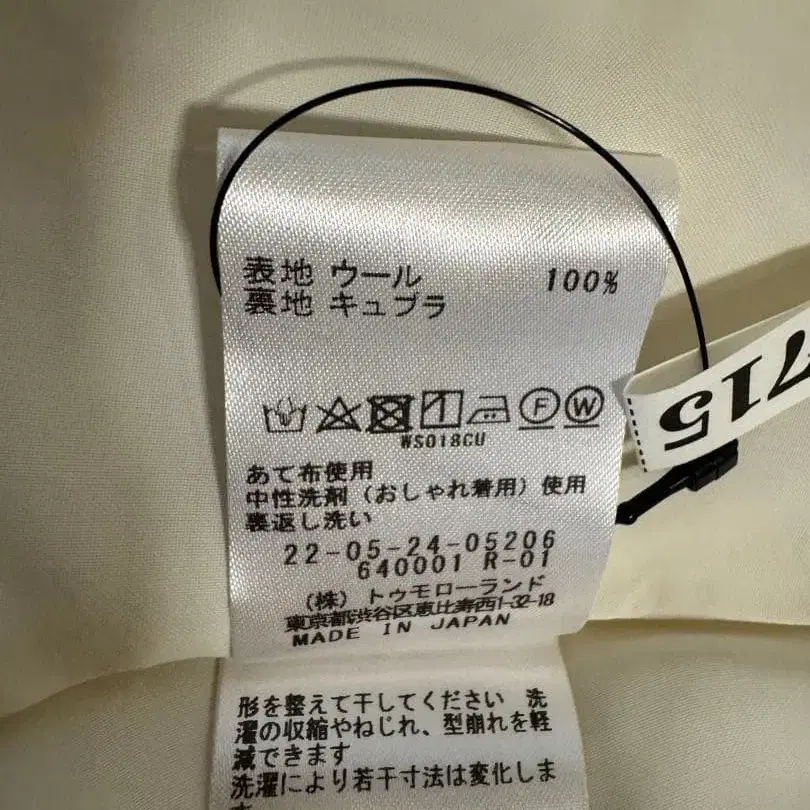 表地 ウール 100%
裏地 キュプラ
WS018CU
あて布使用
中性洗剤（おしゃれ着用）使用
裏返し洗い
22-05-24-05206
640001 R-01
（株）トゥモローランド
東京都渋谷区恵比寿西1-32-18
MADE IN JAPAN
形を整えて干してください 洗
濯の収縮やねじれ、型崩れを軽
減できます
洗濯により若干寸法は変化しま
715
F
W